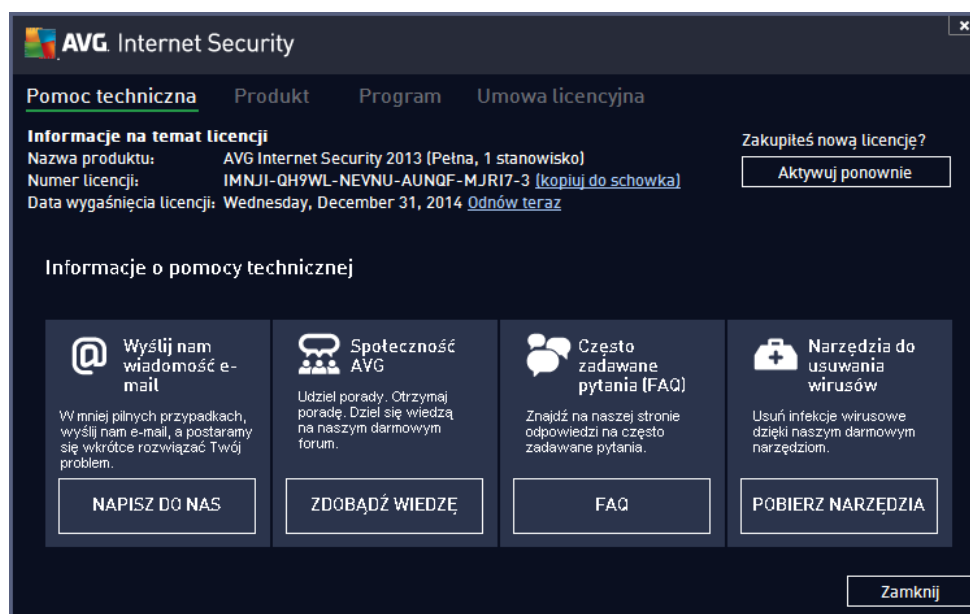 AVG. Internet Security
Pomoc techniczna Produkt Program Umowa licencyjna
Informacje na temat licencji
Nazwa produktu: AVG Internet Security 2013 (Pełna, 1 stanowisko)
Numer licencji: IMNJI-QH9WL-NEVNU-AUNQF-MJRI7-3 (kopiuj do schowka)
Data wygaśnięcia licencji: Wednesday, December 31, 2014 Odnów teraz
Zakupiłeś nową licencję?
Aktywuj ponownie
Informacje o pomocy technicznej
Wyślij nam
wiadomość e-
mail
W mniej pilnych przypadkach,
wyślij nam e-mail, a postaramy
się wkrótce rozwiązać Twój
problem.
NAPISZ DO NAS
Społeczność
AVG
Udziel porady. Otrzymaj
poradę. Dziel się wiedzą
na naszym darmowym
forum.
ZDOBĄDŹ WIEDZĘ
Często
zadawane
pytania (FAQ)
Znajdź na naszej stronie
odpowiedzi na często
zadawane pytania.
FAQ
Narzędzia do
usuwania
wirusów
Usuń infekcje wirusowe
dzięki naszym darmowym
narzędziom.
POBIERZ NARZĘDZIA
Zamknij